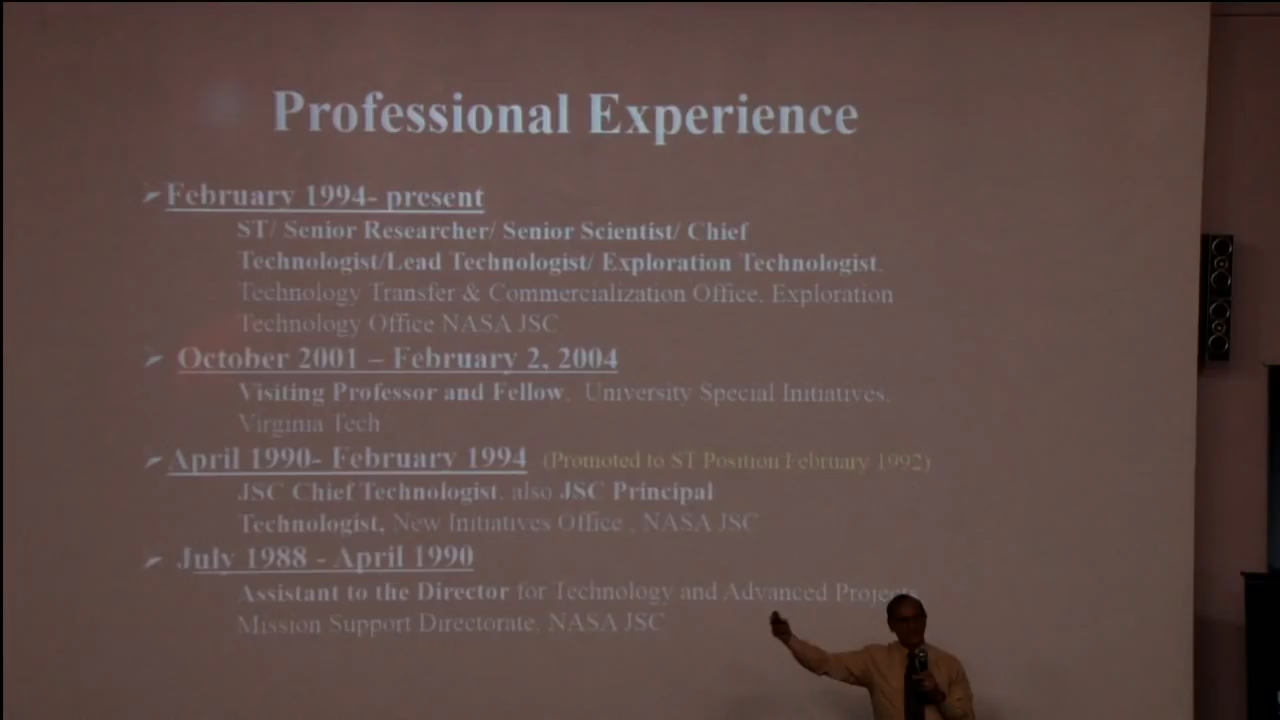 Professional Experience
February 1994- present
ST/ Senior Researcher/ Senior Scientist/ Chief
Technologist/Lead Technologist/ Exploration Technologist,
Technology Transfer & Commercialization Office, Exploration
Technology Office NASA JSC
October 2001 – February 2, 2004
Visiting Professor and Fellow, University Special Initiatives,
Virginia Tech
April 1990- February 1994 (Promoted to ST Position February 1992)
JSC Chief Technologist, also JSC Principal
Technologist, New Initiatives Office , NASA JSC
July 1988 - April 1990
Assistant to the Director for Technology and Advanced Projects,
Mission Support Directorate, NASA JSC